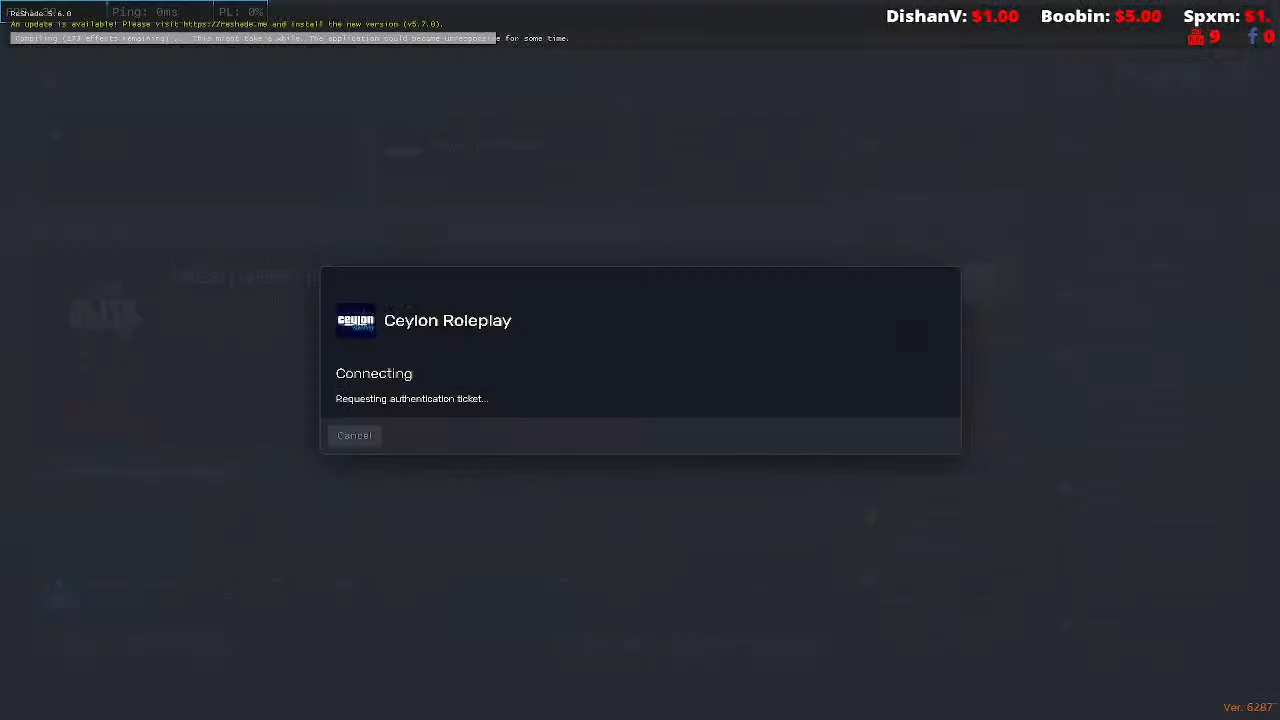 ReShade 5.6.0 Ping: 0ms PL: 0%
An update is available! Please visit https://reshade.me and install the new version (v5.7.0).
Compiling (173 effects remaining) ... This might take a while. The application could become unresponsive for some time.
DishanV: $1.00 Boobin: $5.00 Spxm: $1.
9 0
ceylon Ceylon Roleplay
Connecting
Requesting authentication ticket...
Cancel
Ver. 6287